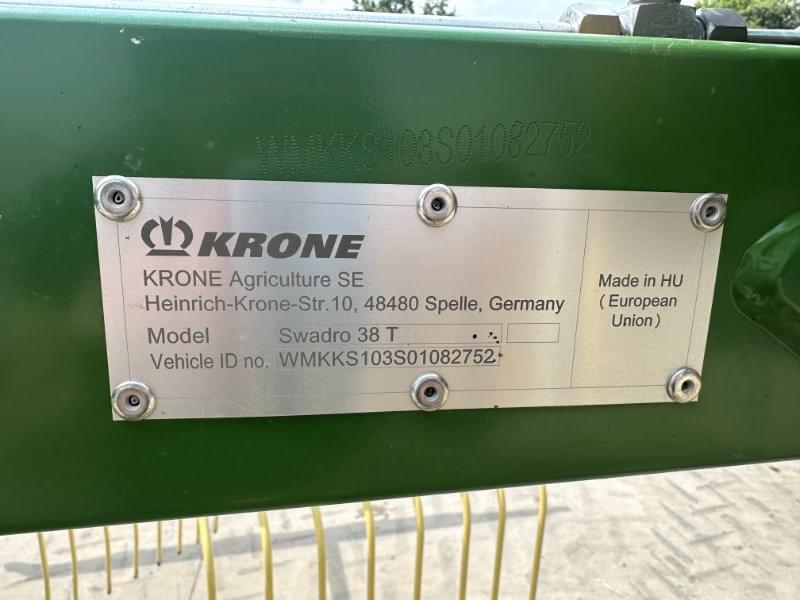 WMKKS103S01082752
KRONE
KRONE Agriculture SE
Heinrich-Krone-Str.10, 48480 Spelle, Germany
Model Swadro 38 T
Vehicle ID no. WMKKS103S01082752
Made in HU
( European
Union )